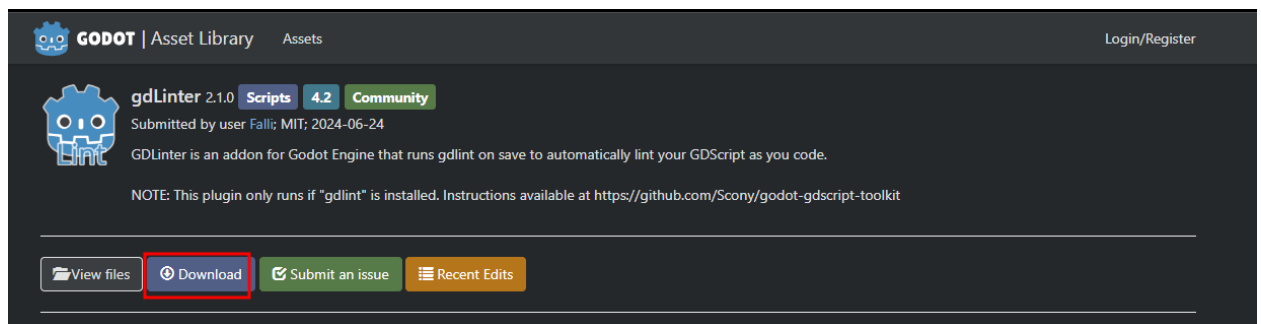 GODOT | Asset Library Assets Login/Register
gdLinter 2.1.0 Scripts 4.2 Community
Submitted by user Falli; MIT; 2024-06-24
GDLinter is an addon for Godot Engine that runs gdlint on save to automatically lint your GDScript as you code.
Lint
NOTE: This plugin only runs if "gdlint" is installed. Instructions available at https://github.com/Scony/godot-gdscript-toolkit
View files Download Submit an issue Recent Edits